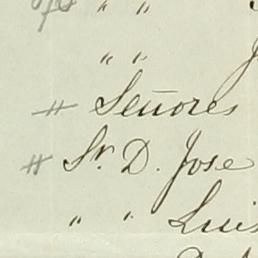 " "
" "
# Señores
# Sr. D. Jose
" " Luis